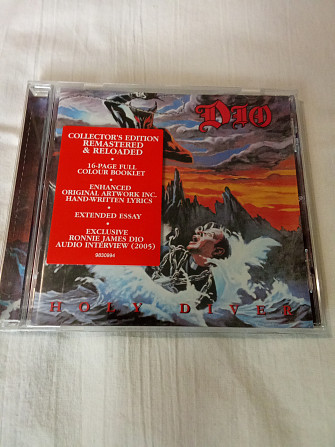 DIO
COLLECTOR'S EDITION
REMASTERED
& RELOADED
•
16-PAGE FULL
COLOUR BOOKLET
•
ENHANCED
ORIGINAL ARTWORK INC.
HAND-WRITTEN LYRICS
•
EXTENDED ESSAY
•
EXCLUSIVE
RONNIE JAMES DIO
AUDIO INTERVIEW (2005)
9830994
HOLY DIVER